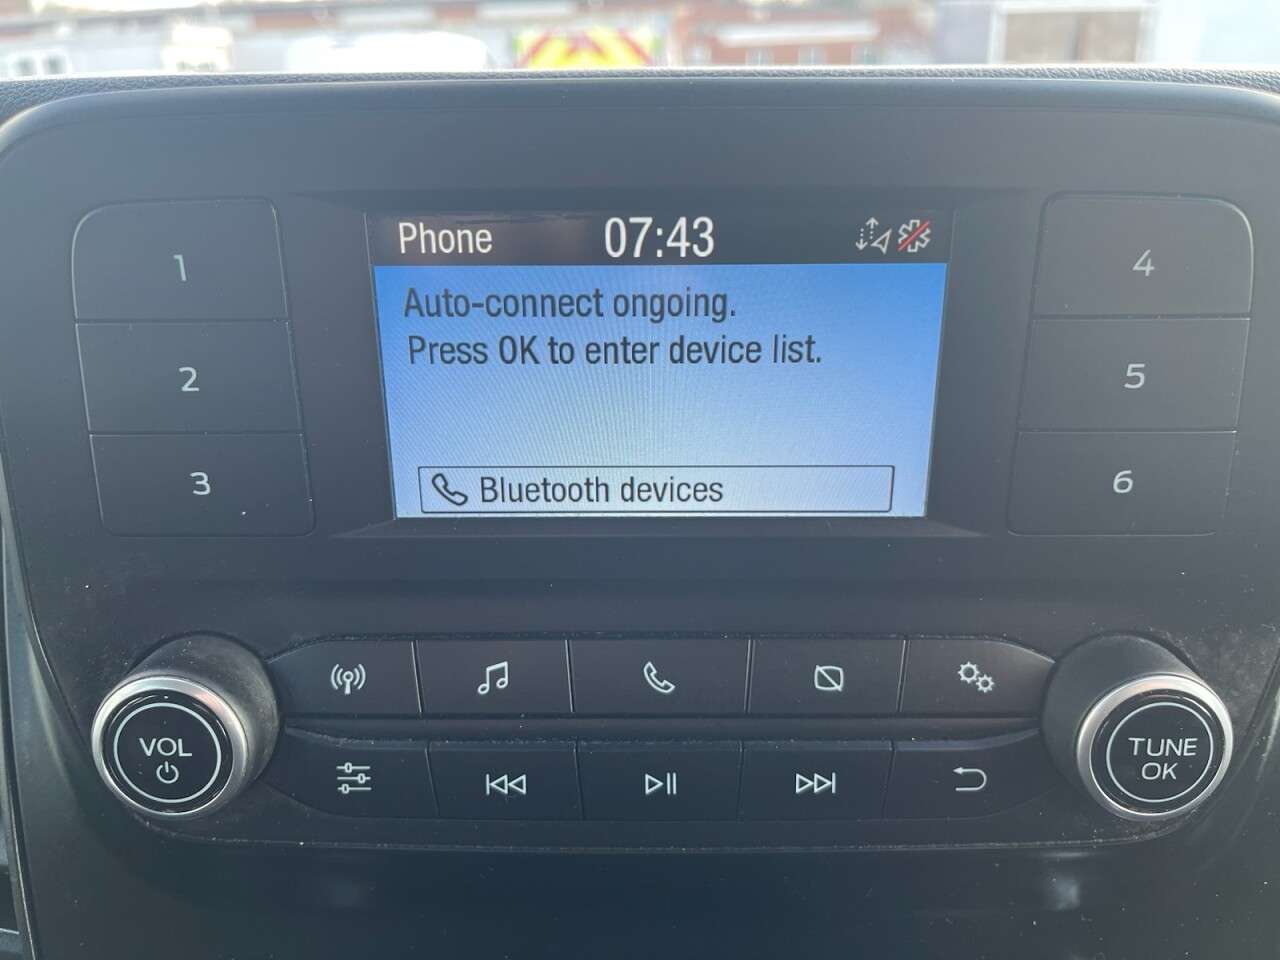 Phone 07:43
Auto-connect ongoing.
Press OK to enter device list.
Bluetooth devices
1
2
3
4
5
6
VOL
TUNE
OK